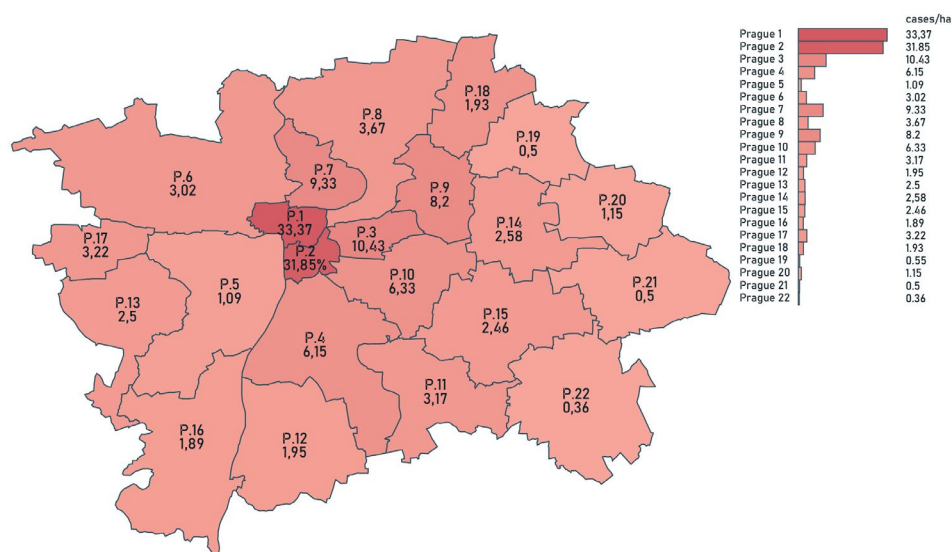 cases/ha
Prague 1 33,37
Prague 2 31.85
Prague 3 10.43
Prague 4 6.15
Prague 5 1.09
Prague 6 3.02
Prague 7 9.33
Prague 8 3.67
Prague 9 8.2
Prague 10 6.33
Prague 11 3.17
Prague 12 1.95
Prague 13 2.5
Prague 14 2,58
Prague 15 2.46
Prague 16 1.89
Prague 17 3.22
Prague 18 1.93
Prague 19 0.55
Prague 20 1.15
Prague 21 0.5
Prague 22 0.36
P.18
1,93
P.8
3,67
P.19
0,5
P.7
9,33
P.6
3,02
P.9
8,2
P.20
1,15
P.1
33,37
P.14
2,58
P.17
3,22
P.3
10,43
P.2
31,85%
P.10
6,33
P.5
1,09
P.21
0,5
P.13
2,5
P.15
2,46
P.4
6,15
P.11
3,17
P.22
0,36
P.16
1,89
P.12
1,95